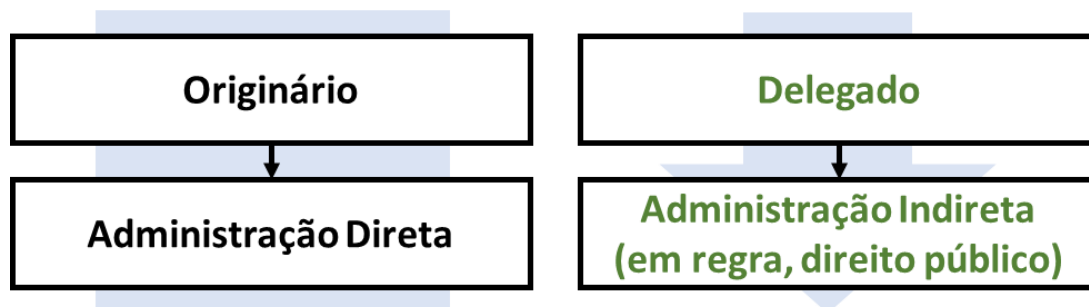 Originário
Administração Direta
Delegado
Administração Indireta
(em regra, direito público)